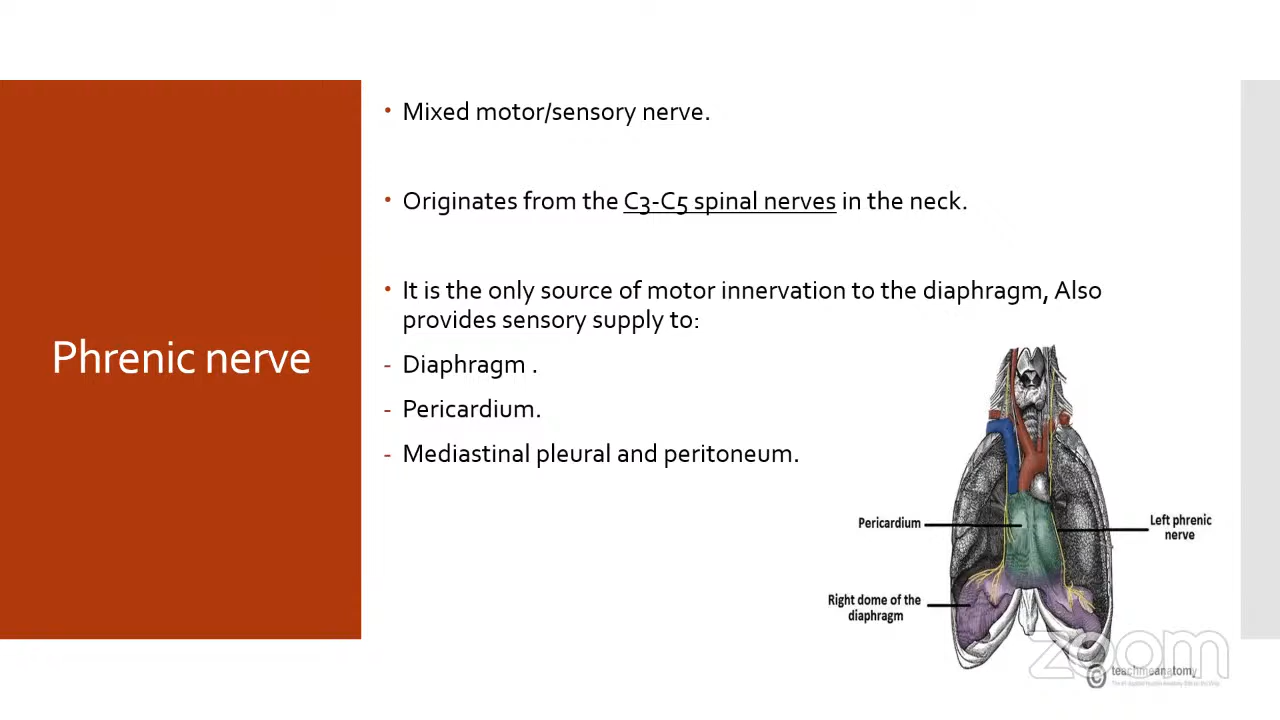 Phrenic nerve
• Mixed motor/sensory nerve.
• Originates from the C3-C5 spinal nerves in the neck.
• It is the only source of motor innervation to the diaphragm, Also
provides sensory supply to:
- Diaphragm .
- Pericardium.
- Mediastinal pleural and peritoneum.
Pericardium
Left phrenic
nerve
Right dome of the
diaphragm
zoom
© teachmeanatomy